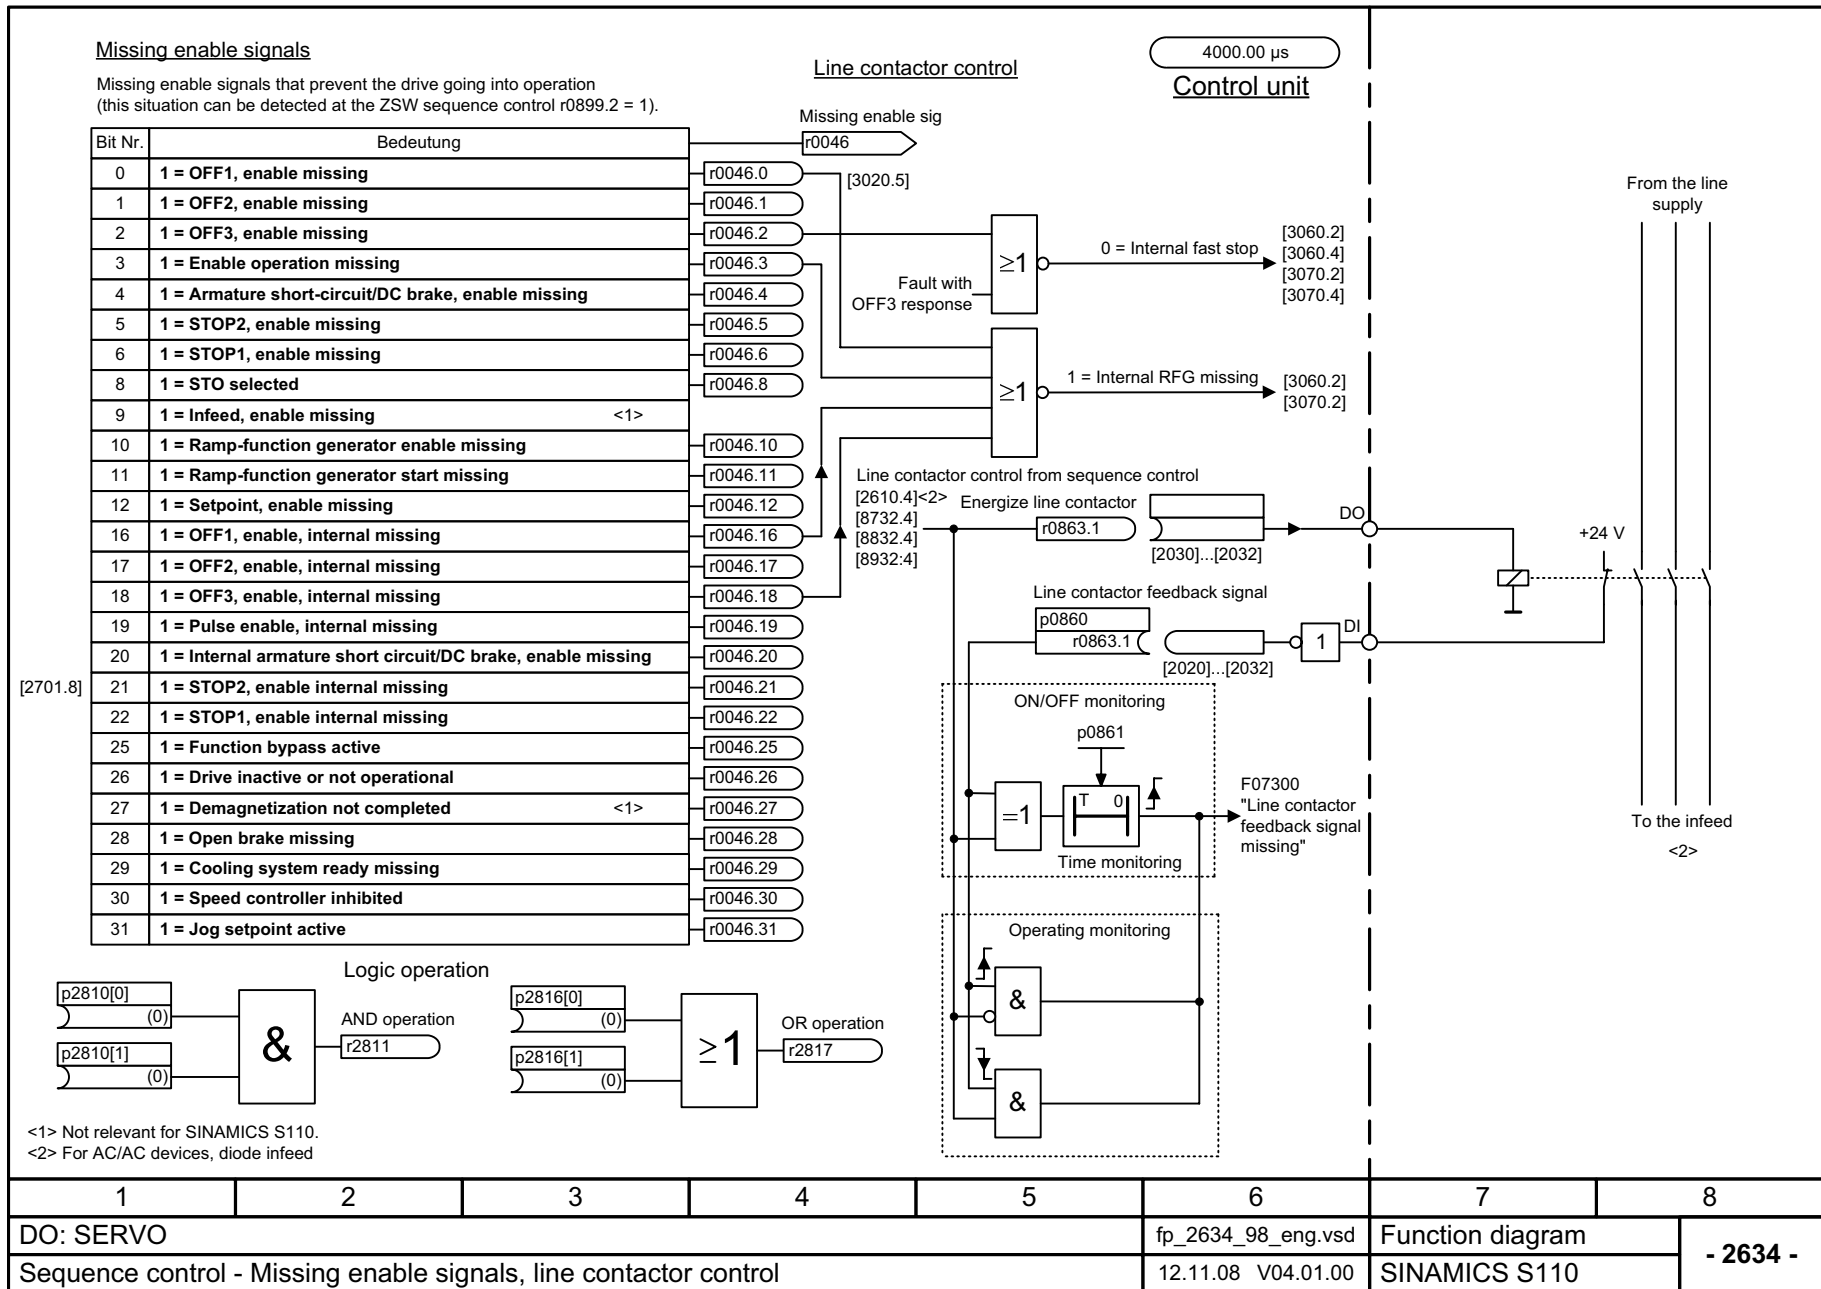 Missing enable signals
Missing enable signals that prevent the drive going into operation
(this situation can be detected at the ZSW sequence control r0899.2 = 1).
Line contactor control
4000.00 µs
Control unit
Missing enable sig
r0046
Bit Nr. Bedeutung
0 1 = OFF1, enable missing r0046.0
1 1 = OFF2, enable missing r0046.1
2 1 = OFF3, enable missing r0046.2
3 1 = Enable operation missing r0046.3
4 1 = Armature short-circuit/DC brake, enable missing r0046.4
5 1 = STOP2, enable missing r0046.5
6 1 = STOP1, enable missing r0046.6
8 1 = STO selected r0046.8
9 1 = Infeed, enable missing <1>
10 1 = Ramp-function generator enable missing r0046.10
11 1 = Ramp-function generator start missing r0046.11
12 1 = Setpoint, enable missing r0046.12
16 1 = OFF1, enable, internal missing r0046.16
17 1 = OFF2, enable, internal missing r0046.17
18 1 = OFF3, enable, internal missing r0046.18
19 1 = Pulse enable, internal missing r0046.19
20 1 = Internal armature short circuit/DC brake, enable missing r0046.20
[2701.8] 21 1 = STOP2, enable internal missing r0046.21
22 1 = STOP1, enable internal missing r0046.22
25 1 = Function bypass active r0046.25
26 1 = Drive inactive or not operational r0046.26
27 1 = Demagnetization not completed <1> r0046.27
28 1 = Open brake missing r0046.28
29 1 = Cooling system ready missing r0046.29
30 1 = Speed controller inhibited r0046.30
31 1 = Jog setpoint active r0046.31
[3020.5]
≥1
Fault with
OFF3 response
0 = Internal fast stop
[3060.2]
[3060.4]
[3070.2]
[3070.4]
≥1
1 = Internal RFG missing
[3060.2]
[3070.2]
Line contactor control from sequence control
[2610.4]<2>
[8732.4]
[8832.4]
[8932:4]
Energize line contactor
r0863.1
[2030]...[2032]
DO
Line contactor feedback signal
p0860
r0863.1
[2020]...[2032]
1
DI
ON/OFF monitoring
p0861
=1
T 0
Time monitoring
F07300
"Line contactor
feedback signal
missing"
Operating monitoring
&
&
From the line
supply
+24 V
To the infeed
<2>
Logic operation
p2810[0]
(0)
p2810[1]
(0)
&
AND operation
r2811
p2816[0]
(0)
p2816[1]
(0)
≥1
OR operation
r2817
<1> Not relevant for SINAMICS S110.
<2> For AC/AC devices, diode infeed
1 2 3 4 5 6 7 8
DO: SERVO fp_2634_98_eng.vsd Function diagram
- 2634 -
Sequence control - Missing enable signals, line contactor control 12.11.08 V04.01.00 SINAMICS S110